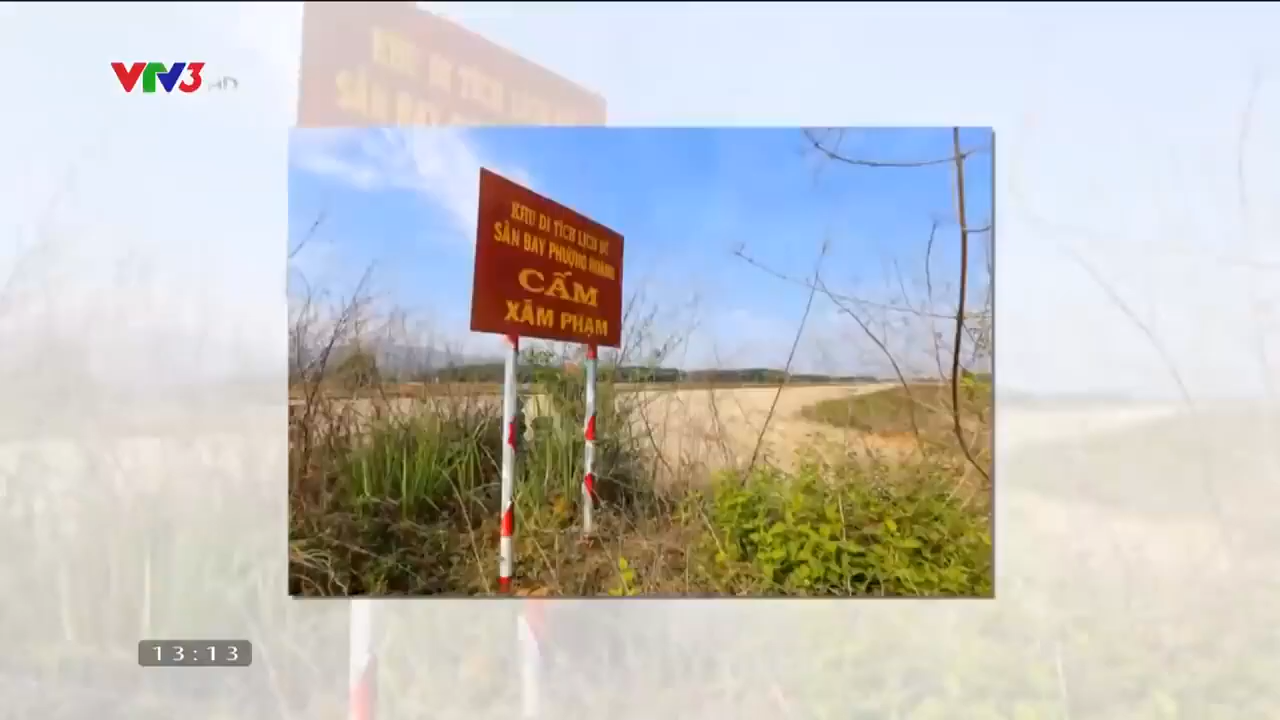 VTV3 HD
KHU DI TÍCH LỊCH SỬ
SÂN BAY PHƯỢNG HOÀNG
CẤM
XÂM PHẠM
13:13